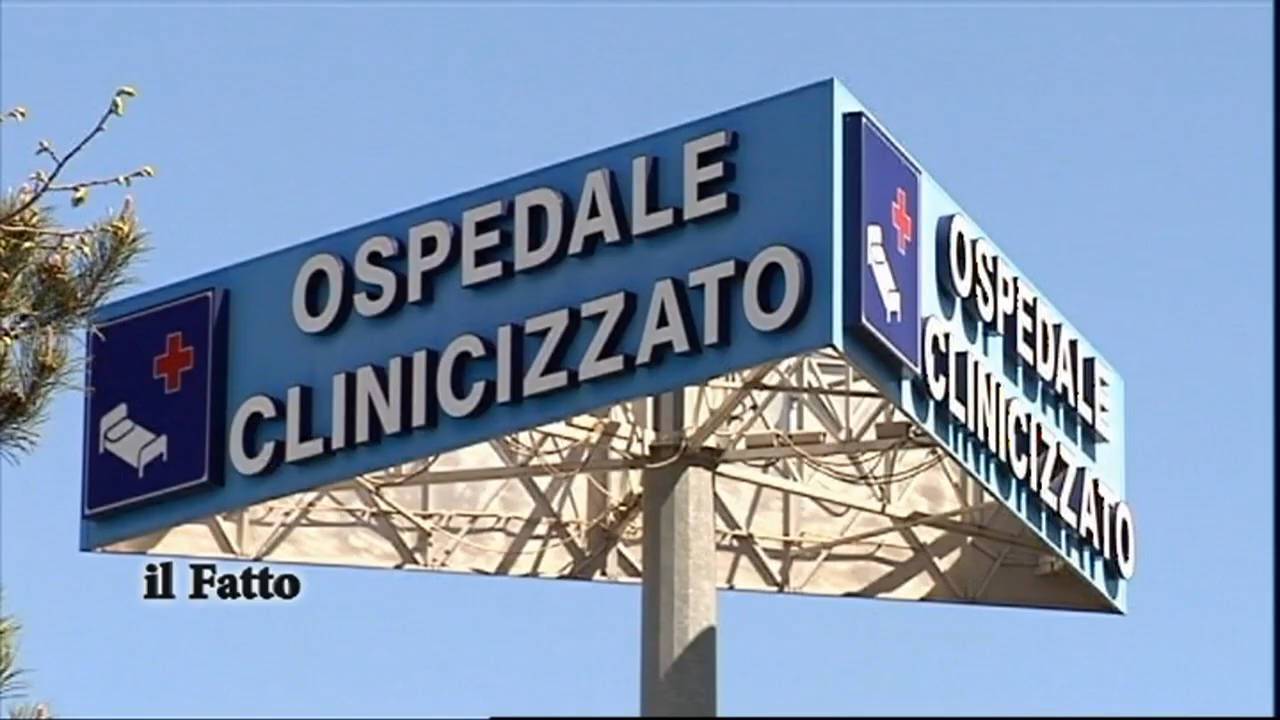 OSPEDALE
CLINICIZZATO
OSPEDALE
CLINICIZZATO
il Fatto